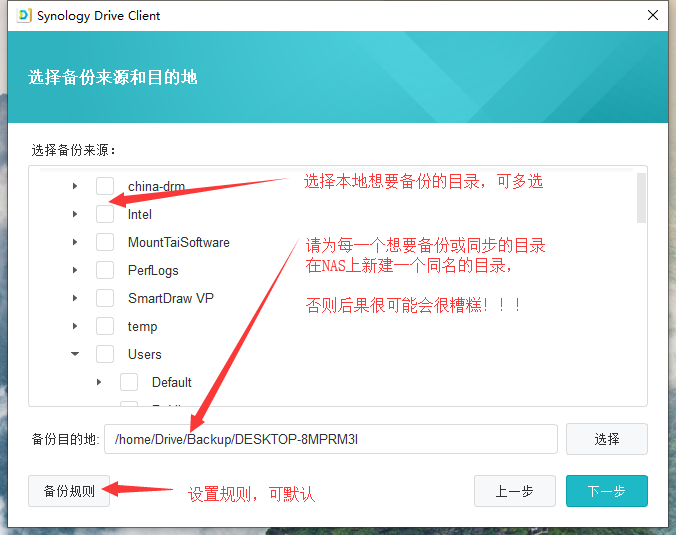 Synology Drive Client
选择备份来源和目的地
选择备份来源：
china-drm
选择本地想要备份的目录，可多选
Intel
MountTaiSoftware
请为每一个想要备份或同步的目录
在NAS上新建一个同名的目录，
PerfLogs
SmartDraw VP
否则后果很可能会很糟糕！！！
temp
Users
Default
备份目的地:
/home/Drive/Backup/DESKTOP-8MPRM3I
选择
备份规则
设置规则，可默认
上一步
下一步